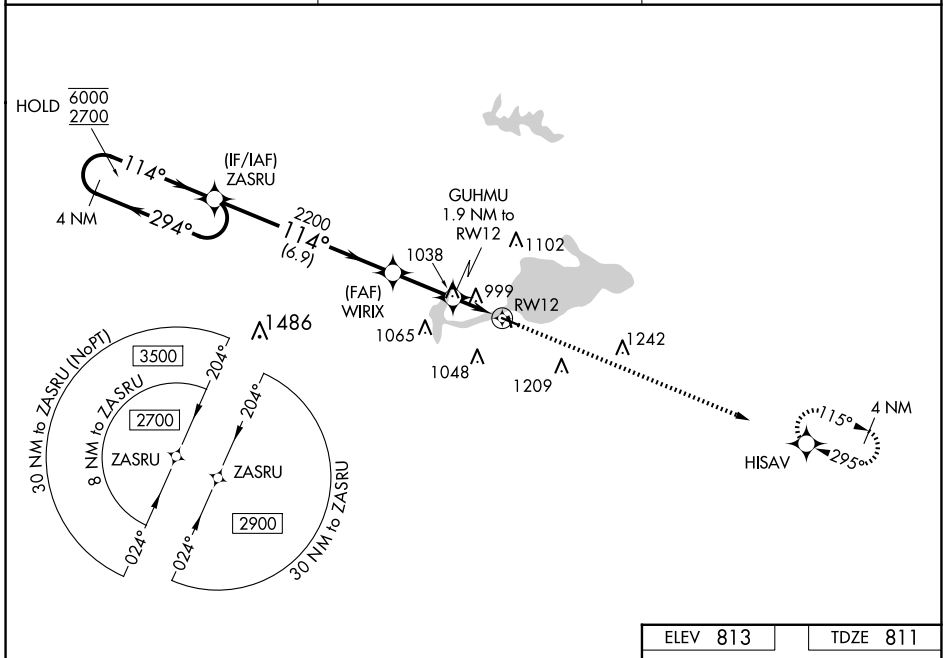 HOLD 6000
2700
114°
294°
4 NM
(IF/IAF)
ZASRU
2200
114°
(6.9)
(FAF)
WIRIX
GUHMU
1.9 NM to
RW12
1038
1102
999
RW12
1065
1048
1209
1242
115°
295°
4 NM
HISAV
1486
30 NM to ZASRU (NoPT)
3500
8 NM to ZASRU
2700
ZASRU
204°
024°
204°
ZASRU
2900
024°
30 NM to ZASRU
ELEV 813
TDZE 811